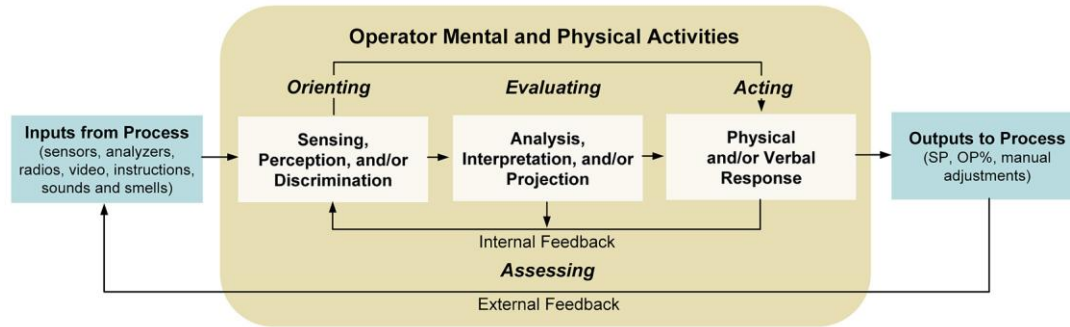 Operator Mental and Physical Activities
Orienting
Evaluating
Acting
Inputs from Process
(sensors, analyzers,
radios, video, instructions,
sounds and smells)
Sensing,
Perception, and/or
Discrimination
Analysis,
Interpretation, and/or
Projection
Physical
and/or Verbal
Response
Outputs to Process
(SP, OP%, manual
adjustments)
Internal Feedback
Assessing
External Feedback